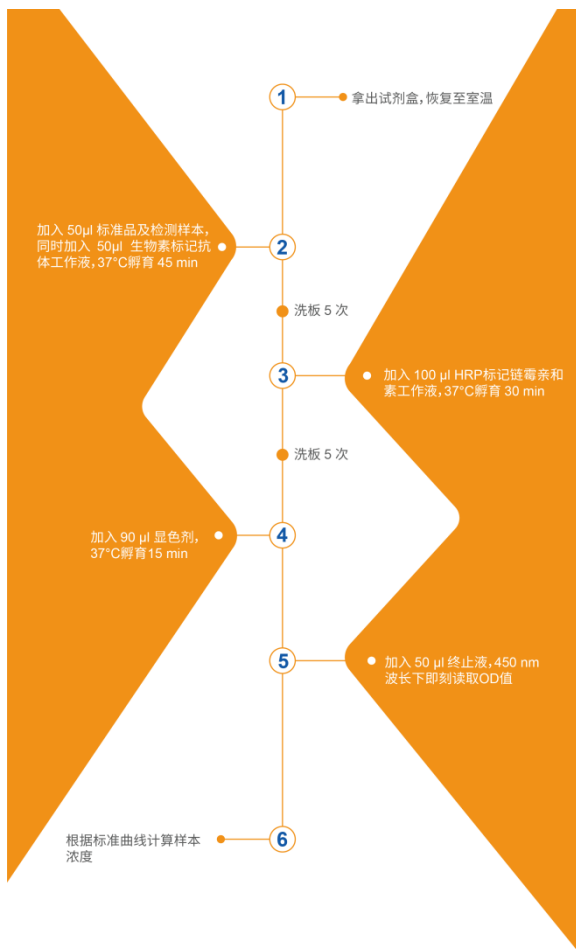 1
拿出试剂盒,恢复至室温
加入 50μl 标准品及检测样本,
同时加入 50μl 生物素标记抗
体工作液,37°C孵育 45 min
2
洗板 5 次
3
加入 100 μl HRP标记链霉亲和
素工作液,37°C孵育 30 min
洗板 5 次
加入 90 μl 显色剂,
37°C孵育15 min
4
5
加入 50 μl 终止液,450 nm
波长下即刻读取OD值
根据标准曲线计算样本
浓度
6